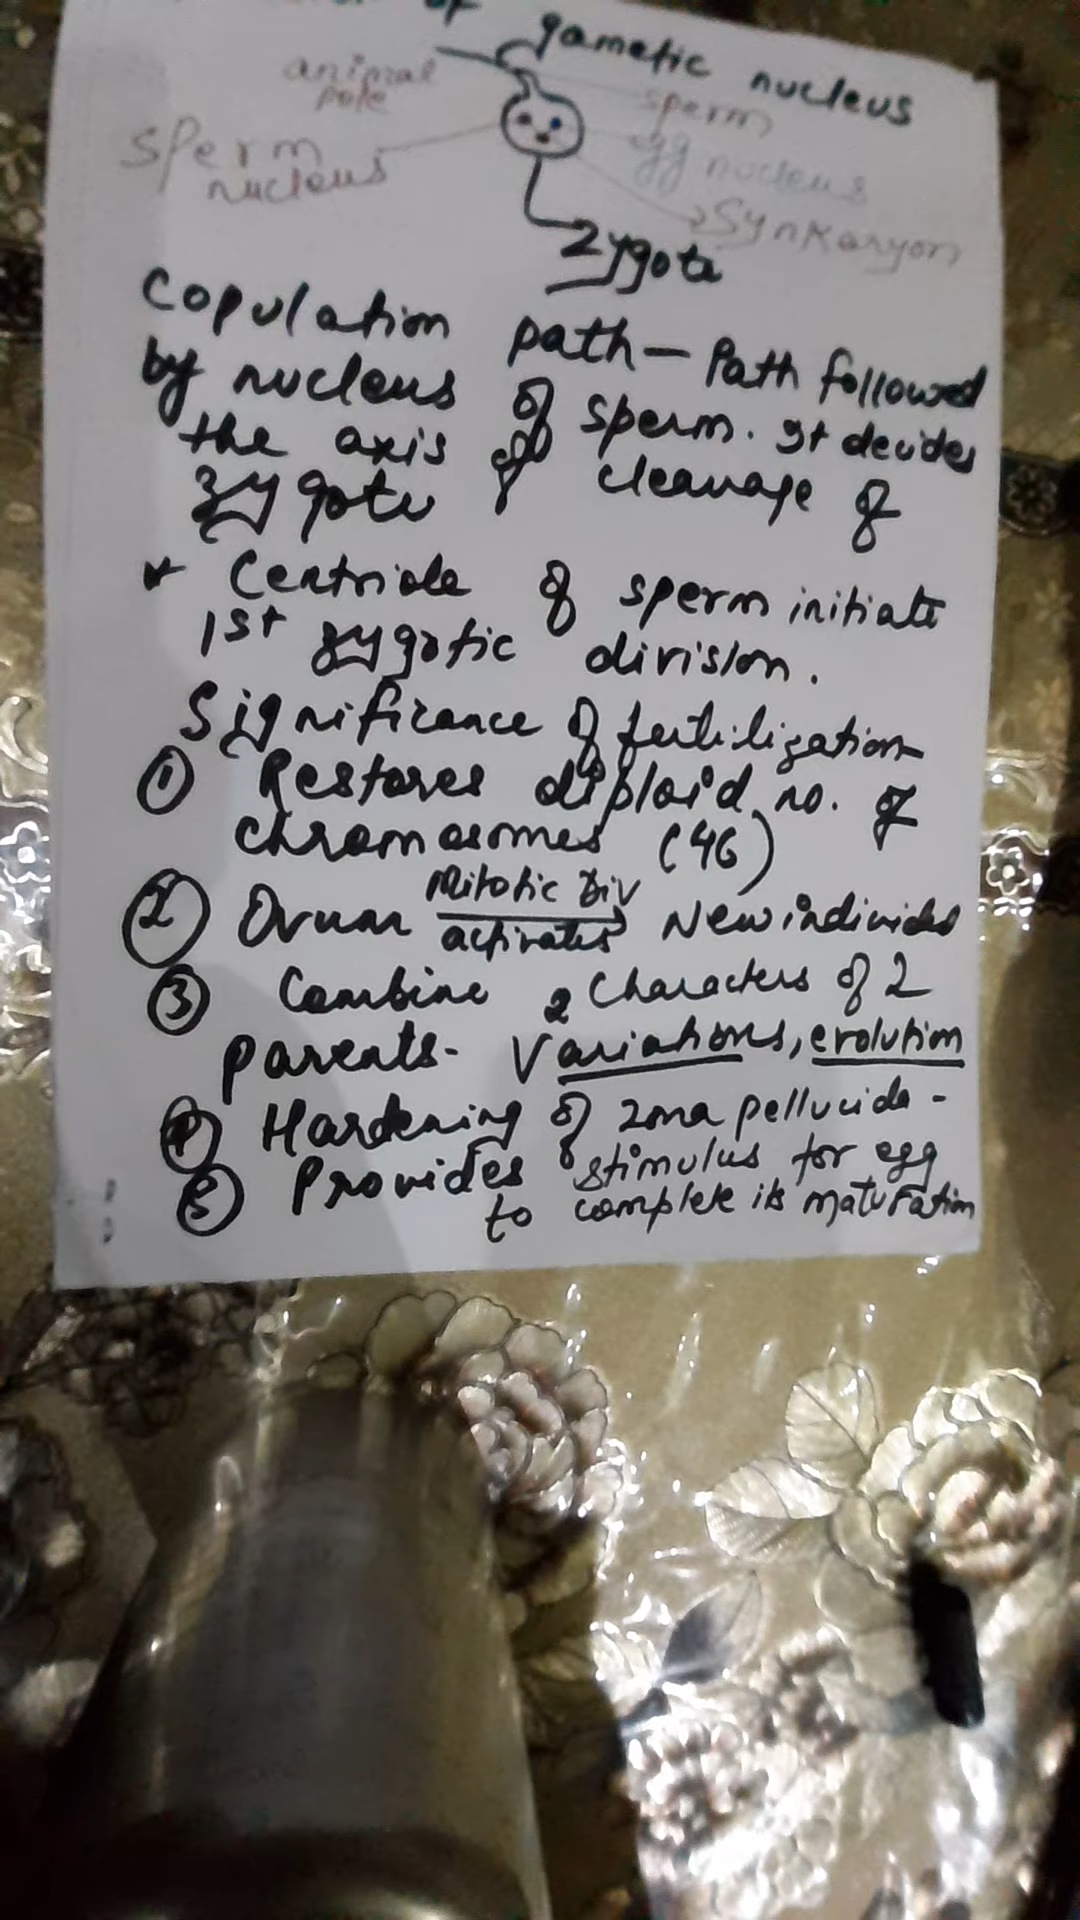 of gametic nucleus
animal
pole
sperm
sperm
nucleus
egg nucleus
Synkaryon
Zygote
Copulation path — Path followed
by nucleus of sperm. It decides
the axis of cleavage of
zygote
* Centriole of sperm initiate
1st zygotic division.
Significance of fertilization
① Restores diploid no. of
chromosomes (46)
② Ovum Mitotic Div activates → New individual
③ Combine 2 Characters of 2
parents- Variations, evolution
④ Hardening of zona pellucida -
⑤ Provides stimulus for egg
to complete its maturation